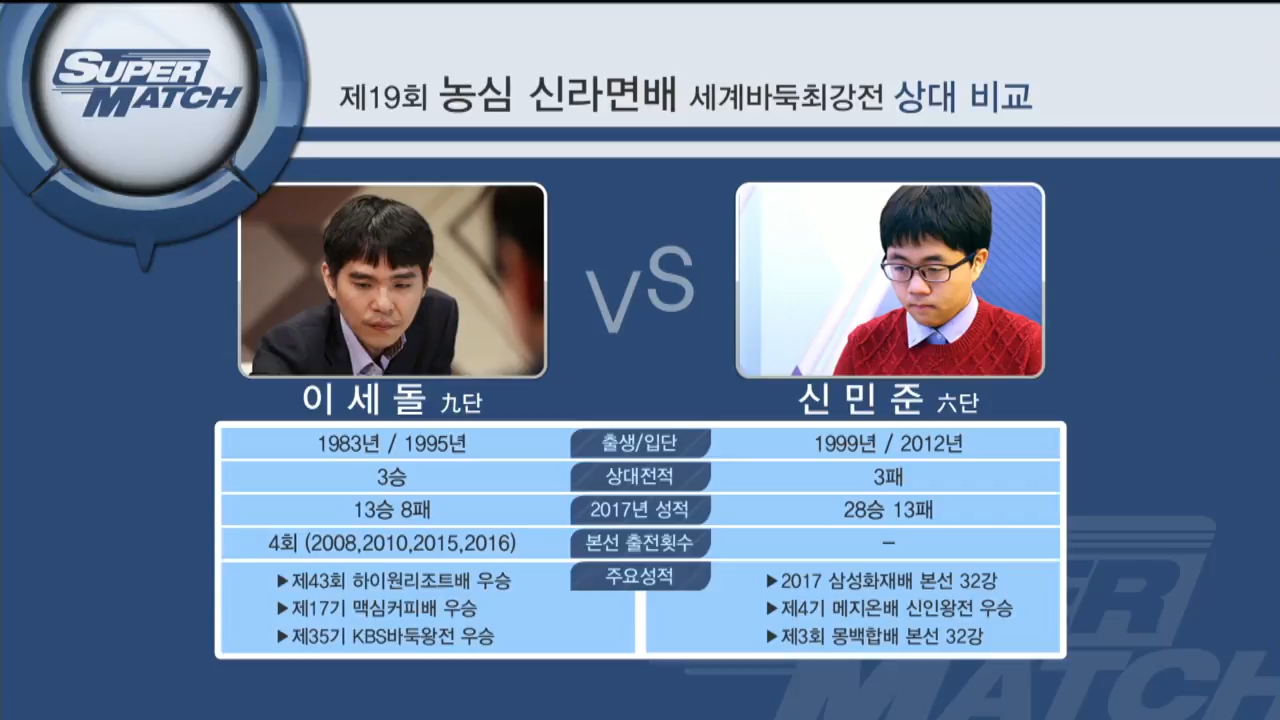 SUPER
MATCH
제19회 농심 신라면배 세계바둑최강전 상대 비교
VS
이세돌 九단
신민준 六단
1983년 / 1995년 출생/입단 1999년 / 2012년
3승 상대전적 3패
13승 8패 2017년 성적 28승 13패
4회 (2008,2010,2015,2016) 본선 출전횟수 –
주요성적
▶제43회 하이원리조트배 우승
▶제17기 맥심커피배 우승
▶제35기 KBS바둑왕전 우승
▶2017 삼성화재배 본선 32강
▶제4기 메지온배 신인왕전 우승
▶제3회 몽백합배 본선 32강
SUPER
MATCH